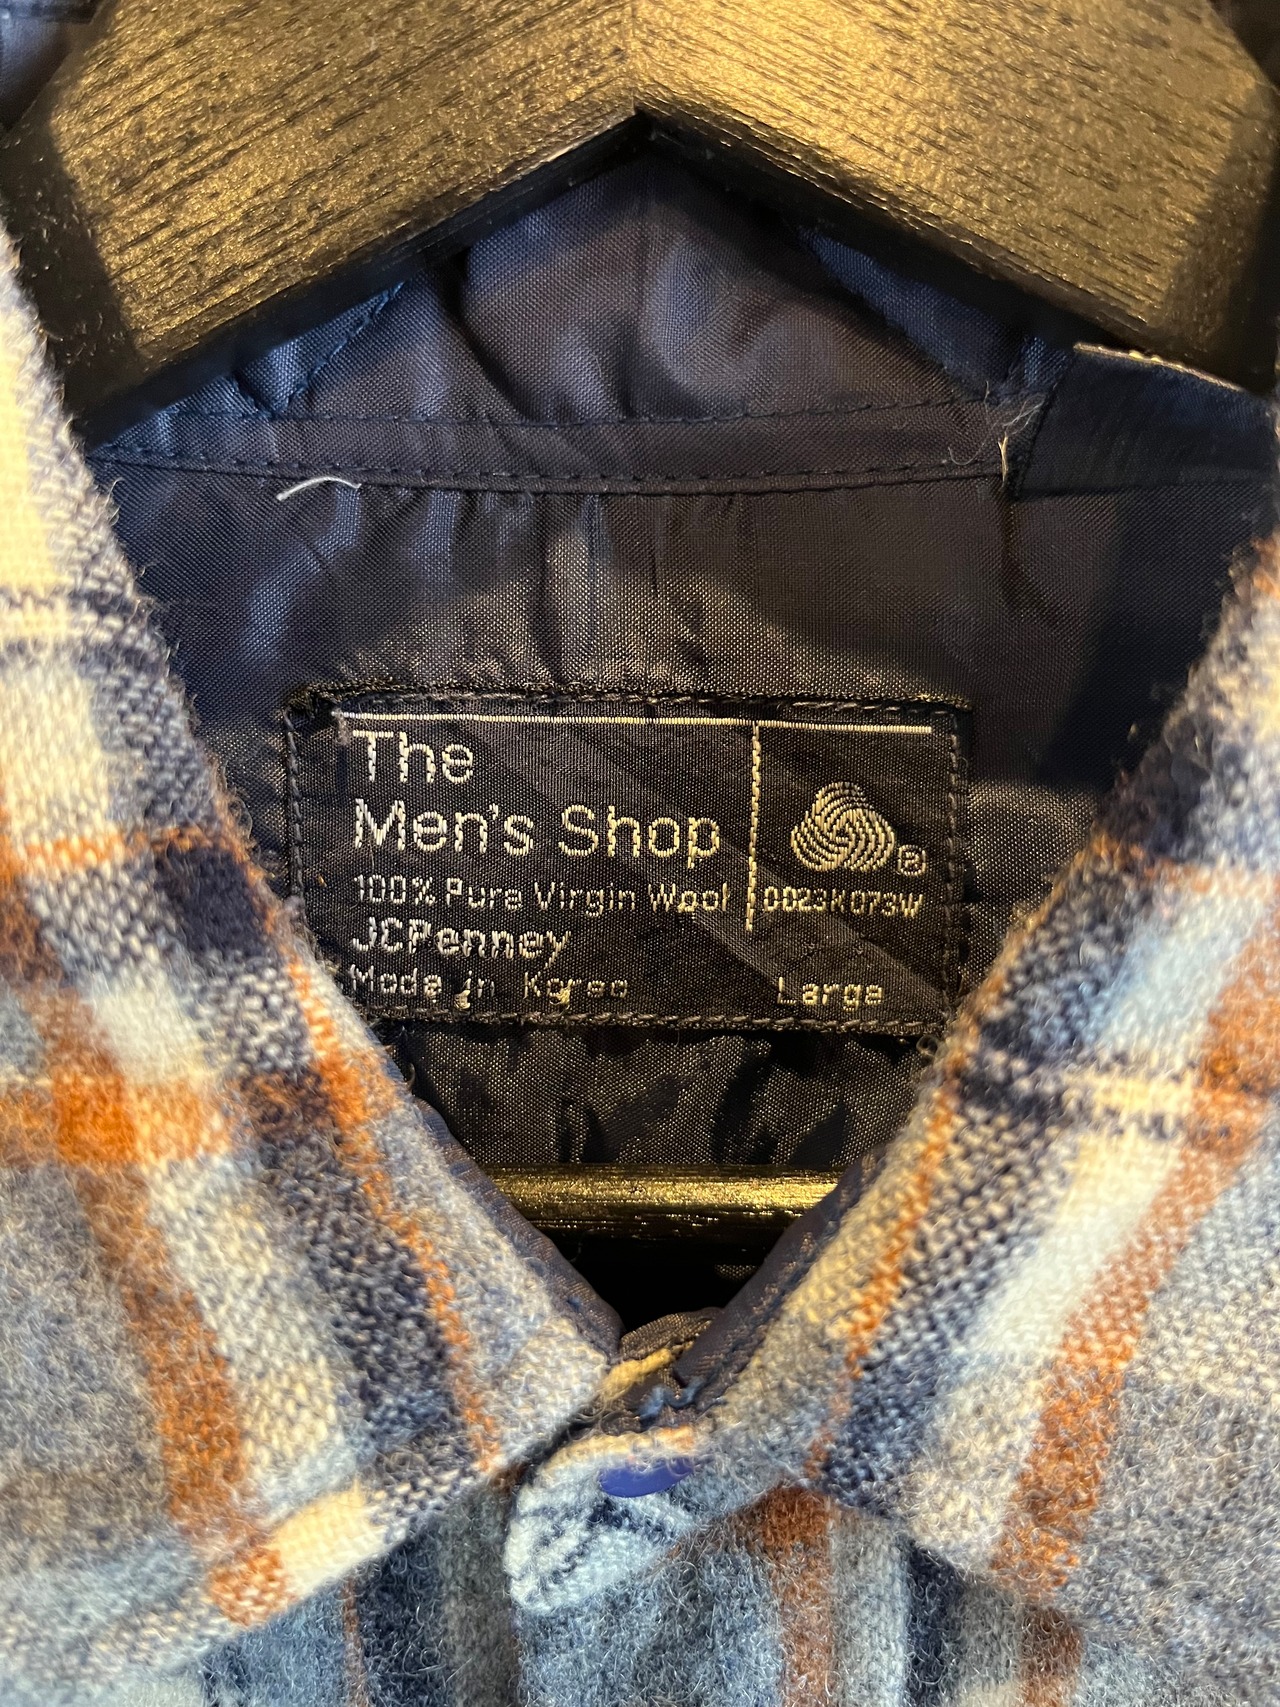 The
Men's Shop
100% Pure Virgin Wool
JCPenney
Made in Korea
®
0023K073W
Large